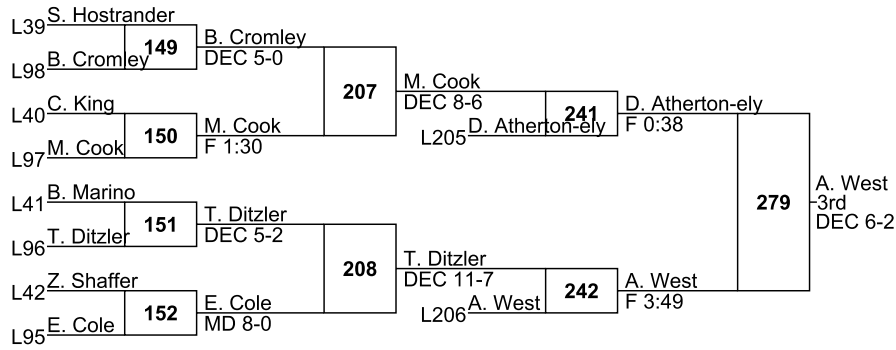 L39 S. Hostrander
149
L98 B. Cromley
B. Cromley
DEC 5-0
207
L40 C. King
150
L97 M. Cook
M. Cook
F 1:30
M. Cook
DEC 8-6
L205 D. Atherton-ely
241
D. Atherton-ely
F 0:38
L41 B. Marino
151
L96 T. Ditzler
T. Ditzler
DEC 5-2
208
L42 Z. Shaffer
152
L95 E. Cole
E. Cole
MD 8-0
T. Ditzler
DEC 11-7
L206 A. West
242
A. West
F 3:49
279
A. West
3rd
DEC 6-2